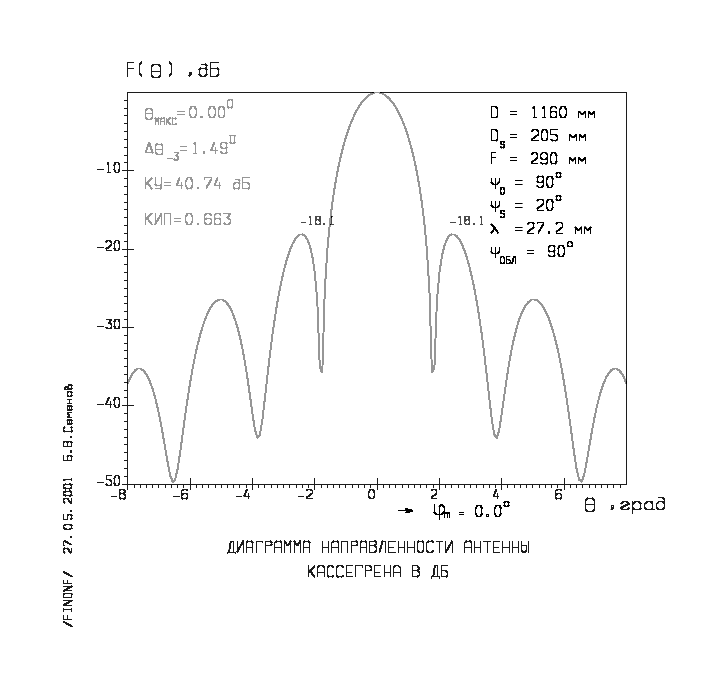 F(θ) , дБ
θмакс=0.00⁰
Δθ₋₃=1.49⁰
КУ=40.74 дБ
КИП=0.663
D = 1160 мм
Dₛ = 205 мм
F = 290 мм
Ψ₀ = 90°
Ψₛ = 20°
λ =27.2 мм
Ψобл = 90°
-18.1
-18.1
-10
-20
-30
-40
-50
-8 -6 -4 -2 0 2 4 6
θ , град
→ φₘ = 0.0°
ДИАГРАММА НАПРАВЛЕННОСТИ АНТЕННЫ
КАССЕГРЕНА В ДБ
/FINONF/ 27.05.2001 Б.В.Семенов